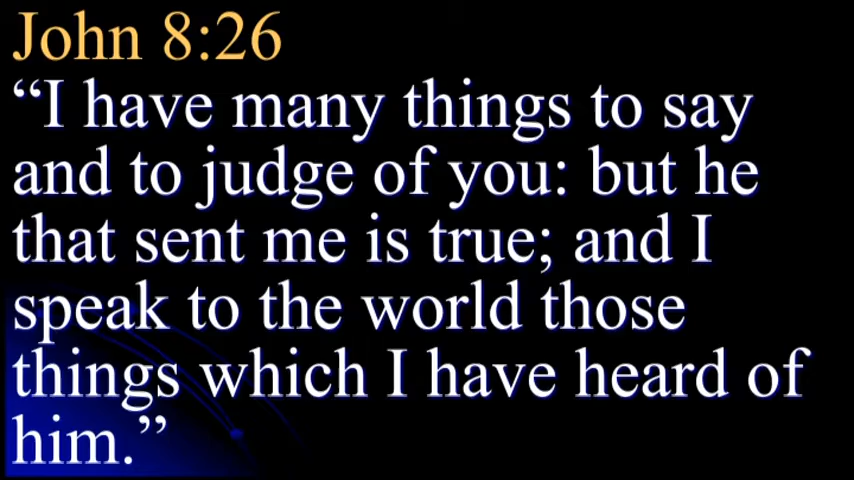 John 8:26
“I have many things to say
and to judge of you: but he
that sent me is true; and I
speak to the world those
things which I have heard of
him.”